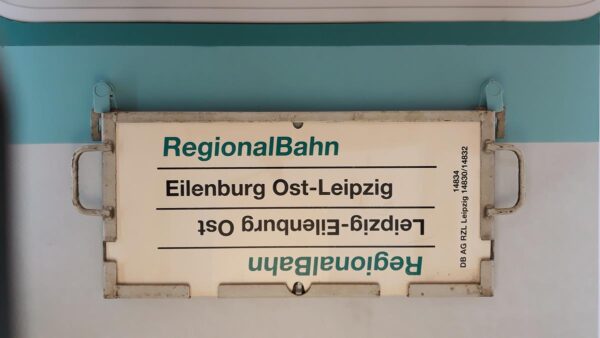 RegionalBahn
Eilenburg Ost-Leipzig
Leipzig-Eilenburg Ost
RegionalBahn
14834
DB AG RZL Leipzig 14830/14832